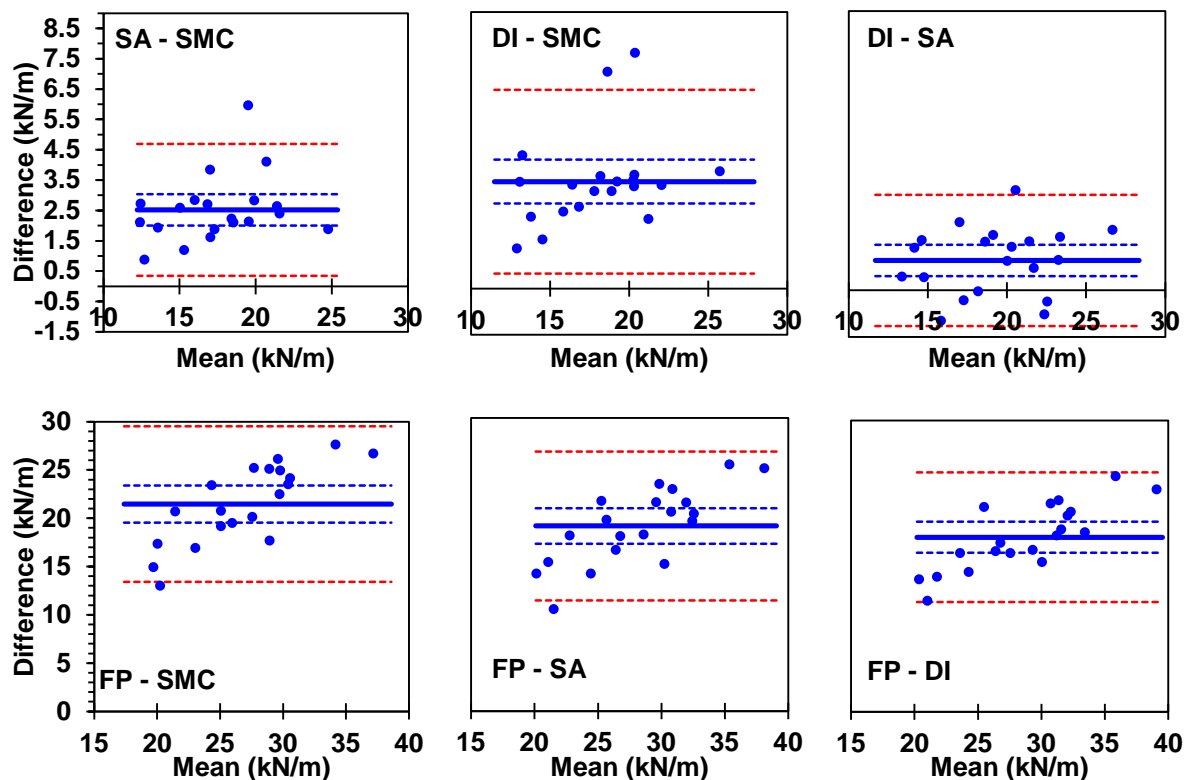 Difference (kN/m)
8.5
7.5
6.5
5.5
4.5
3.5
2.5
1.5
0.5
-0.5
-1.5
SA - SMC
10 15 20 25 30
Mean (kN/m)
DI - SMC
10 15 20 25 30
Mean (kN/m)
DI - SA
10 15 20 25 30
Mean (kN/m)
Difference (kN/m)
30
25
20
15
10
5
0
FP - SMC
15 20 25 30 35 40
Mean (kN/m)
FP - SA
15 20 25 30 35 40
Mean (kN/m)
FP - DI
15 20 25 30 35 40
Mean (kN/m)